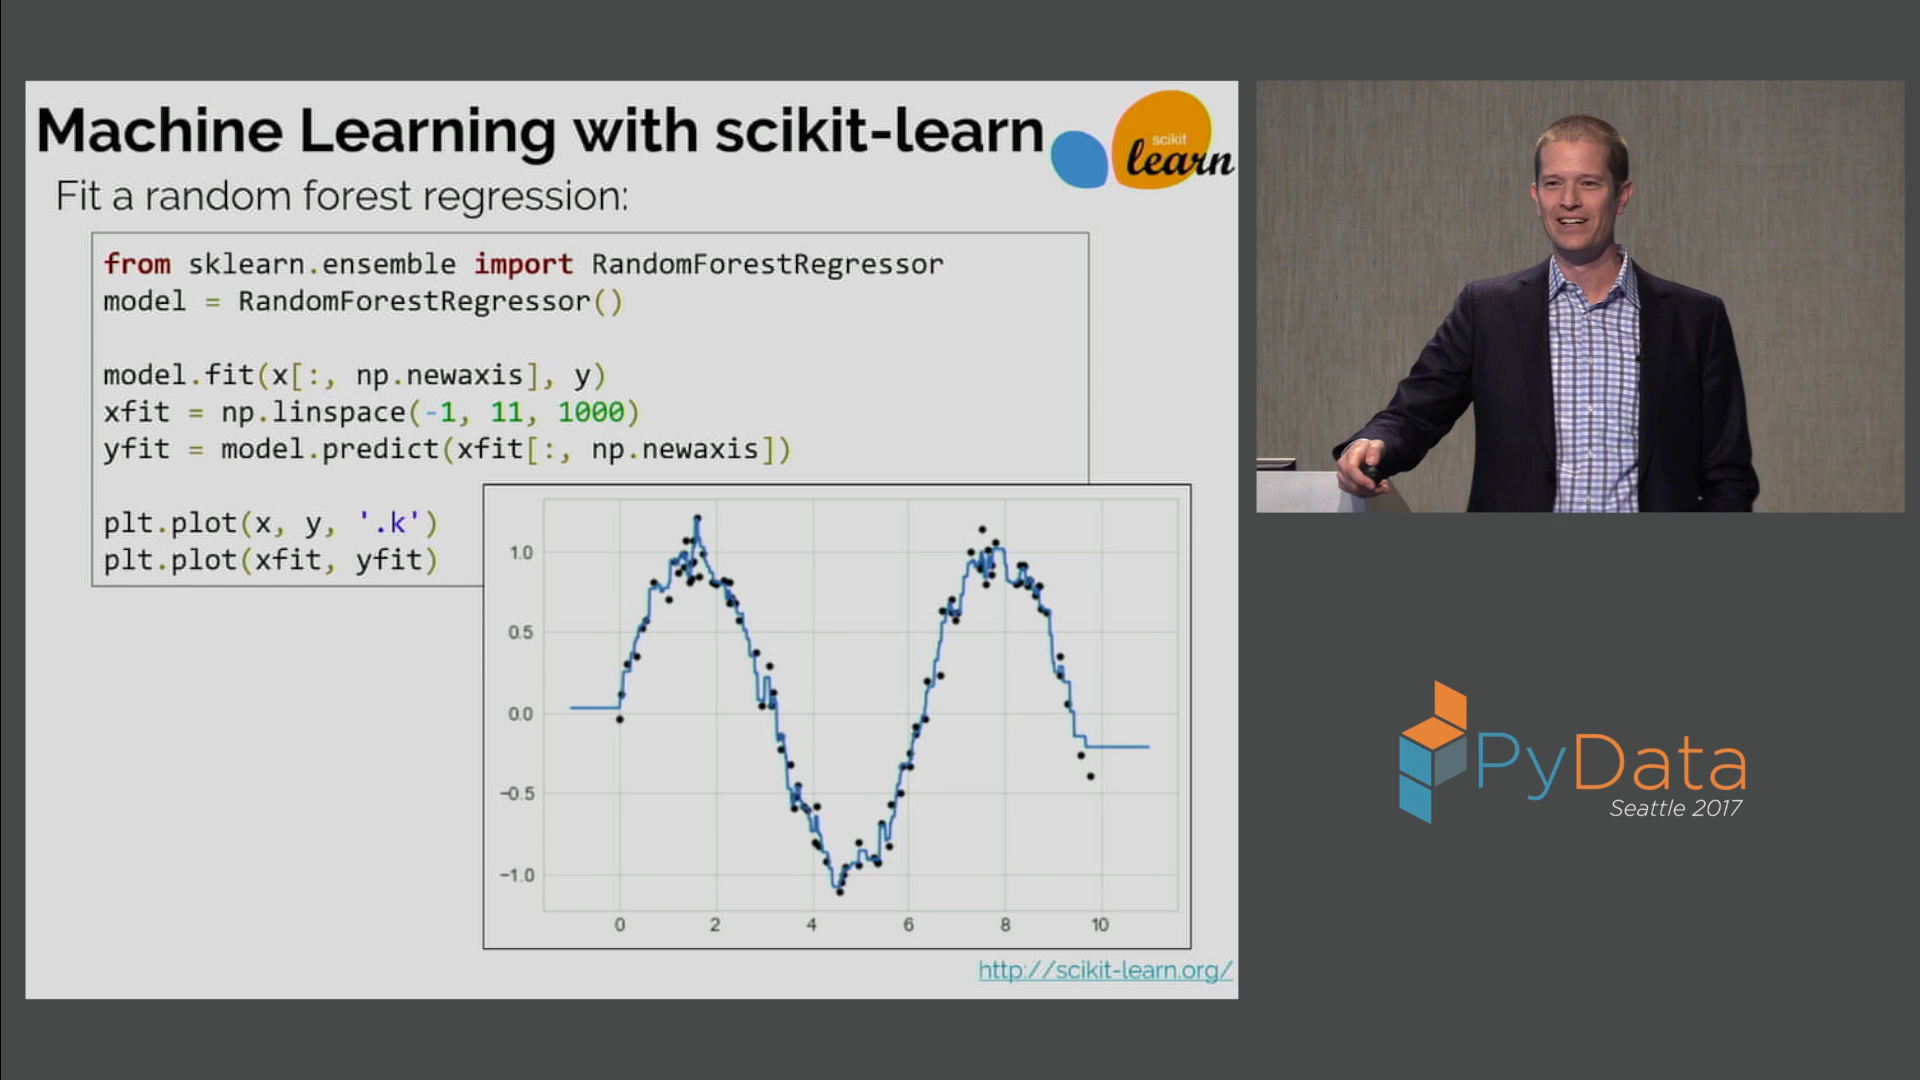 Machine Learning with scikit-learn
scikit
learn
Fit a random forest regression:
from sklearn.ensemble import RandomForestRegressor
model = RandomForestRegressor()
model.fit(x[:, np.newaxis], y)
xfit = np.linspace(-1, 11, 1000)
yfit = model.predict(xfit[:, np.newaxis])
plt.plot(x, y, '.k')
plt.plot(xfit, yfit)
1.0
0.5
0.0
−0.5
−1.0
0 2 4 6 8 10
http://scikit-learn.org/
PyData
Seattle 2017